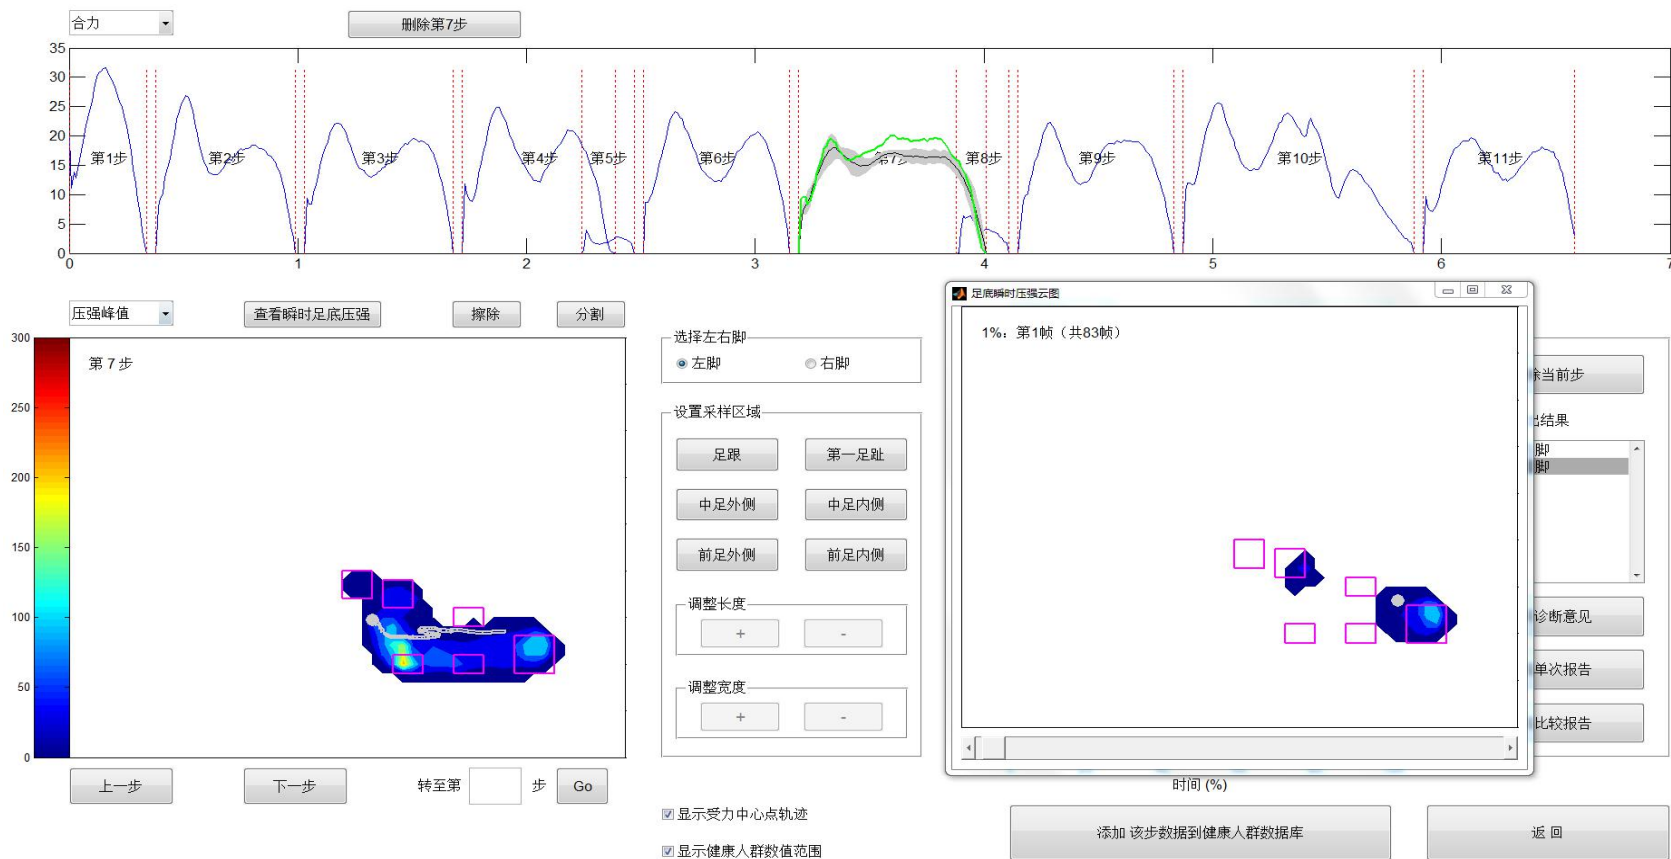 合力
删除第7步
35
30
25
20
15
10
5
0
第1步
第2步
第3步
第4步
第5步
第6步
第8步
第9步
第10步
第11步
0 1 2 3 4 5 6 7
压强峰值
查看瞬时足底压强
擦除
分割
300
250
200
150
100
50
0
第 7 步
选择左右脚
左脚
右脚
设置采样区域
足跟
第一足趾
中足外侧
中足内侧
前足外侧
前足内侧
调整长度
+ -
调整宽度
+ -
足底瞬时压强云图
1%: 第1帧（共83帧）
当前步
结果
脚
脚
诊断意见
单次报告
比较报告
时间 (%)
上一步
下一步
转至第 步
Go
显示受力中心点轨迹
显示健康人群数值范围
添加 该步数据到健康人群数据库
返 回